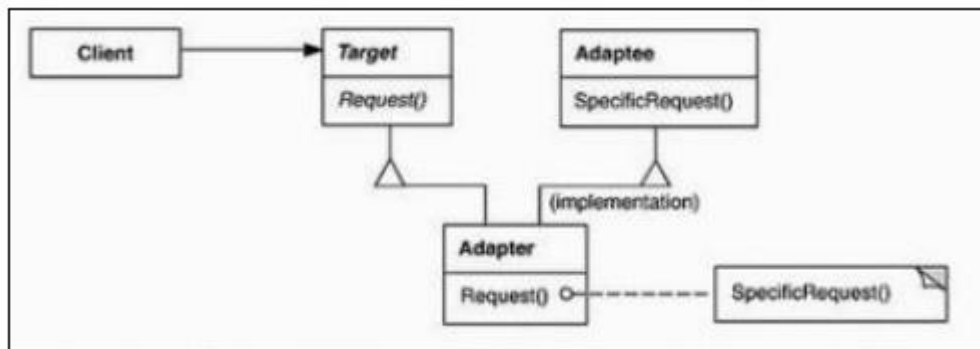 Client
Target
Request()
Adaptee
SpecificRequest()
(implementation)
Adapter
Request()
SpecificRequest()